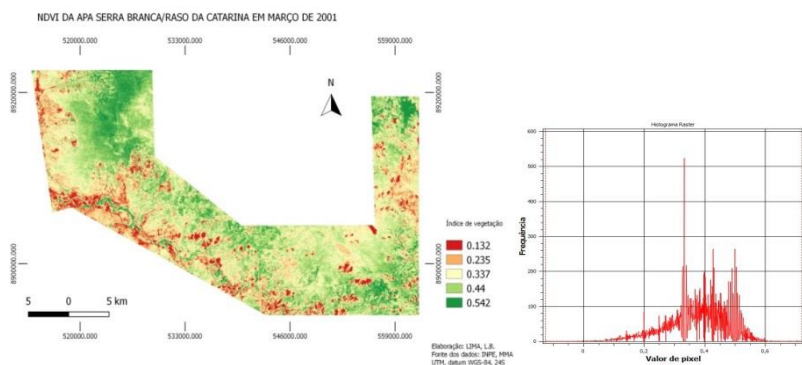 NDVI DA APA SERRA BRANCA/RASO DA CATARINA EM MARÇO DE 2001
520000.000 533000.000 546000.000 559000.000
8920000.000 8920000.000
N
8900000.000 8900000.000
Índice de vegetação
0.132
0.235
0.337
0.44
0.542
5 0 5 km
520000.000 533000.000 546000.000 559000.000
Elaboração: LIMA, L.B.
Fonte dos dados: INPE, MMA
UTM, datum WGS-84, 24S
Histograma Raster
Frequência
600
500
400
300
200
100
0
0 0,2 0,4 0,6
Valor de pixel